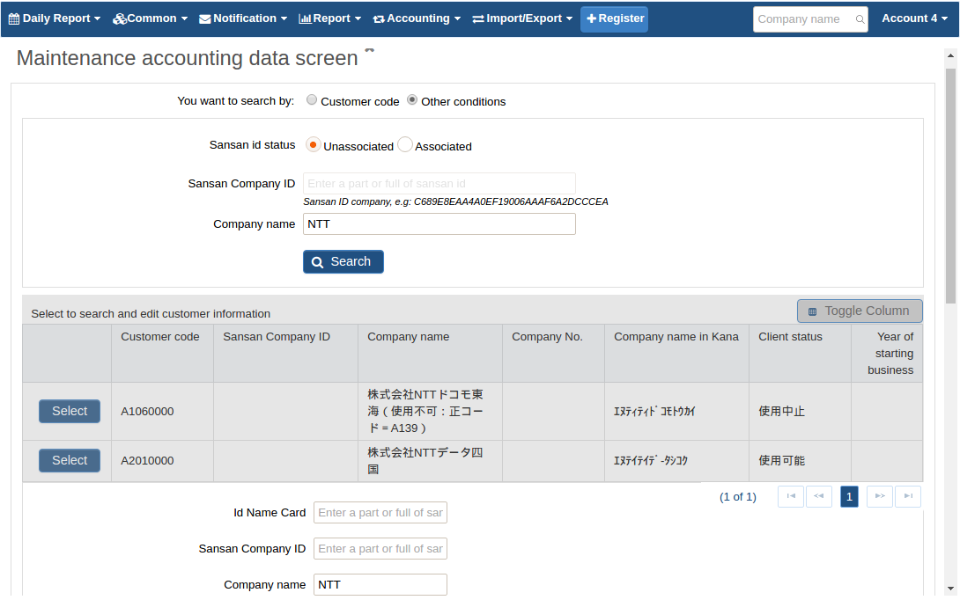 Daily Report Common Notification Report Accounting Import/Export Register Company name Account 4
Maintenance accounting data screen
You want to search by: Customer code Other conditions
Sansan id status Unassociated Associated
Sansan Company ID Enter a part or full of sansan id
Sansan ID company, e.g: C689E8EAA4A0EF19006AAAF6A2DCCCEA
Company name NTT
Search
Select to search and edit customer information Toggle Column
Customer code Sansan Company ID Company name Company No. Company name in Kana Client status Year of
starting
business
株式会社NTTドコモ東
Select A1060000 海（使用不可：正コー ｴﾇﾃｨﾃｨﾄﾞｺﾓﾄｳｶｲ 使用中止
ド＝A139）
株式会社NTTデータ四
Select A2010000 国 ｴﾇﾃｲﾃｲﾃﾞ-ﾀｼｺｸ 使用可能
(1 of 1) 1
Id Name Card Enter a part or full of sar
Sansan Company ID Enter a part or full of sar
Company name NTT